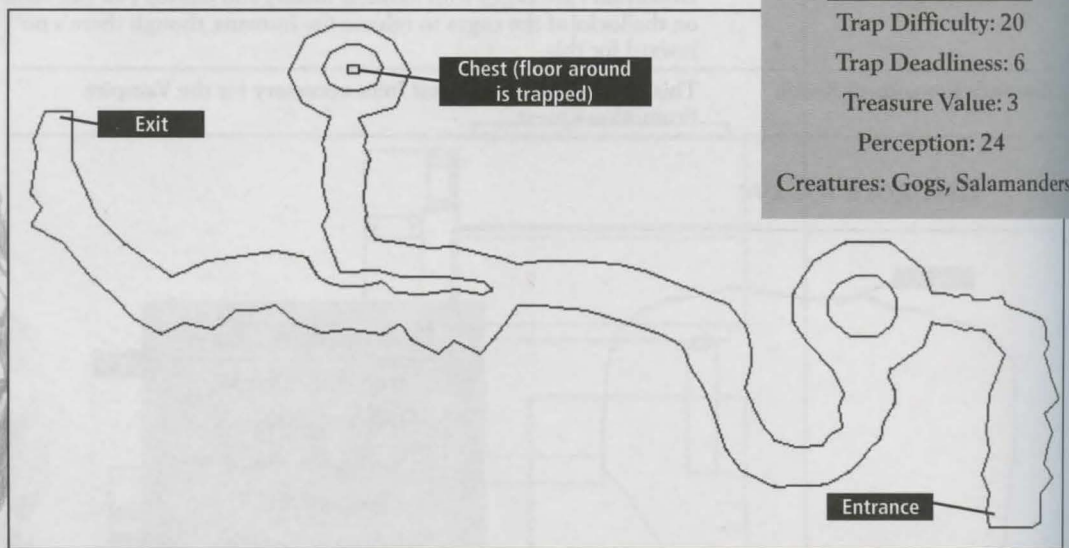 Trap Difficulty: 20
Trap Deadliness: 6
Treasure Value: 3
Perception: 24
Creatures: Gogs, Salamanders
Chest (floor around
is trapped)
Exit
Entrance